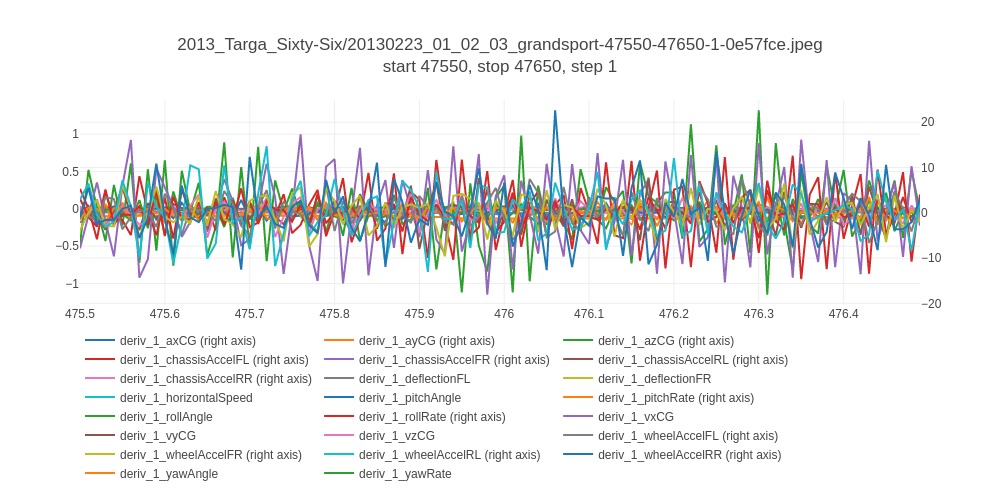 2013_Targa_Sixty-Six/20130223_01_02_03_grandsport-47550-47650-1-0e57fce.jpeg
start 47550, stop 47650, step 1
1
0.5
0
−0.5
−1
20
10
0
−10
−20
475.5 475.6 475.7 475.8 475.9 476 476.1 476.2 476.3 476.4
deriv_1_axCG (right axis) deriv_1_ayCG (right axis) deriv_1_azCG (right axis)
deriv_1_chassisAccelFL (right axis) deriv_1_chassisAccelFR (right axis) deriv_1_chassisAccelRL (right axis)
deriv_1_chassisAccelRR (right axis) deriv_1_deflectionFL deriv_1_deflectionFR
deriv_1_horizontalSpeed deriv_1_pitchAngle deriv_1_pitchRate (right axis)
deriv_1_rollAngle deriv_1_rollRate (right axis) deriv_1_vxCG
deriv_1_vyCG deriv_1_vzCG deriv_1_wheelAccelFL (right axis)
deriv_1_wheelAccelFR (right axis) deriv_1_wheelAccelRL (right axis) deriv_1_wheelAccelRR (right axis)
deriv_1_yawAngle deriv_1_yawRate